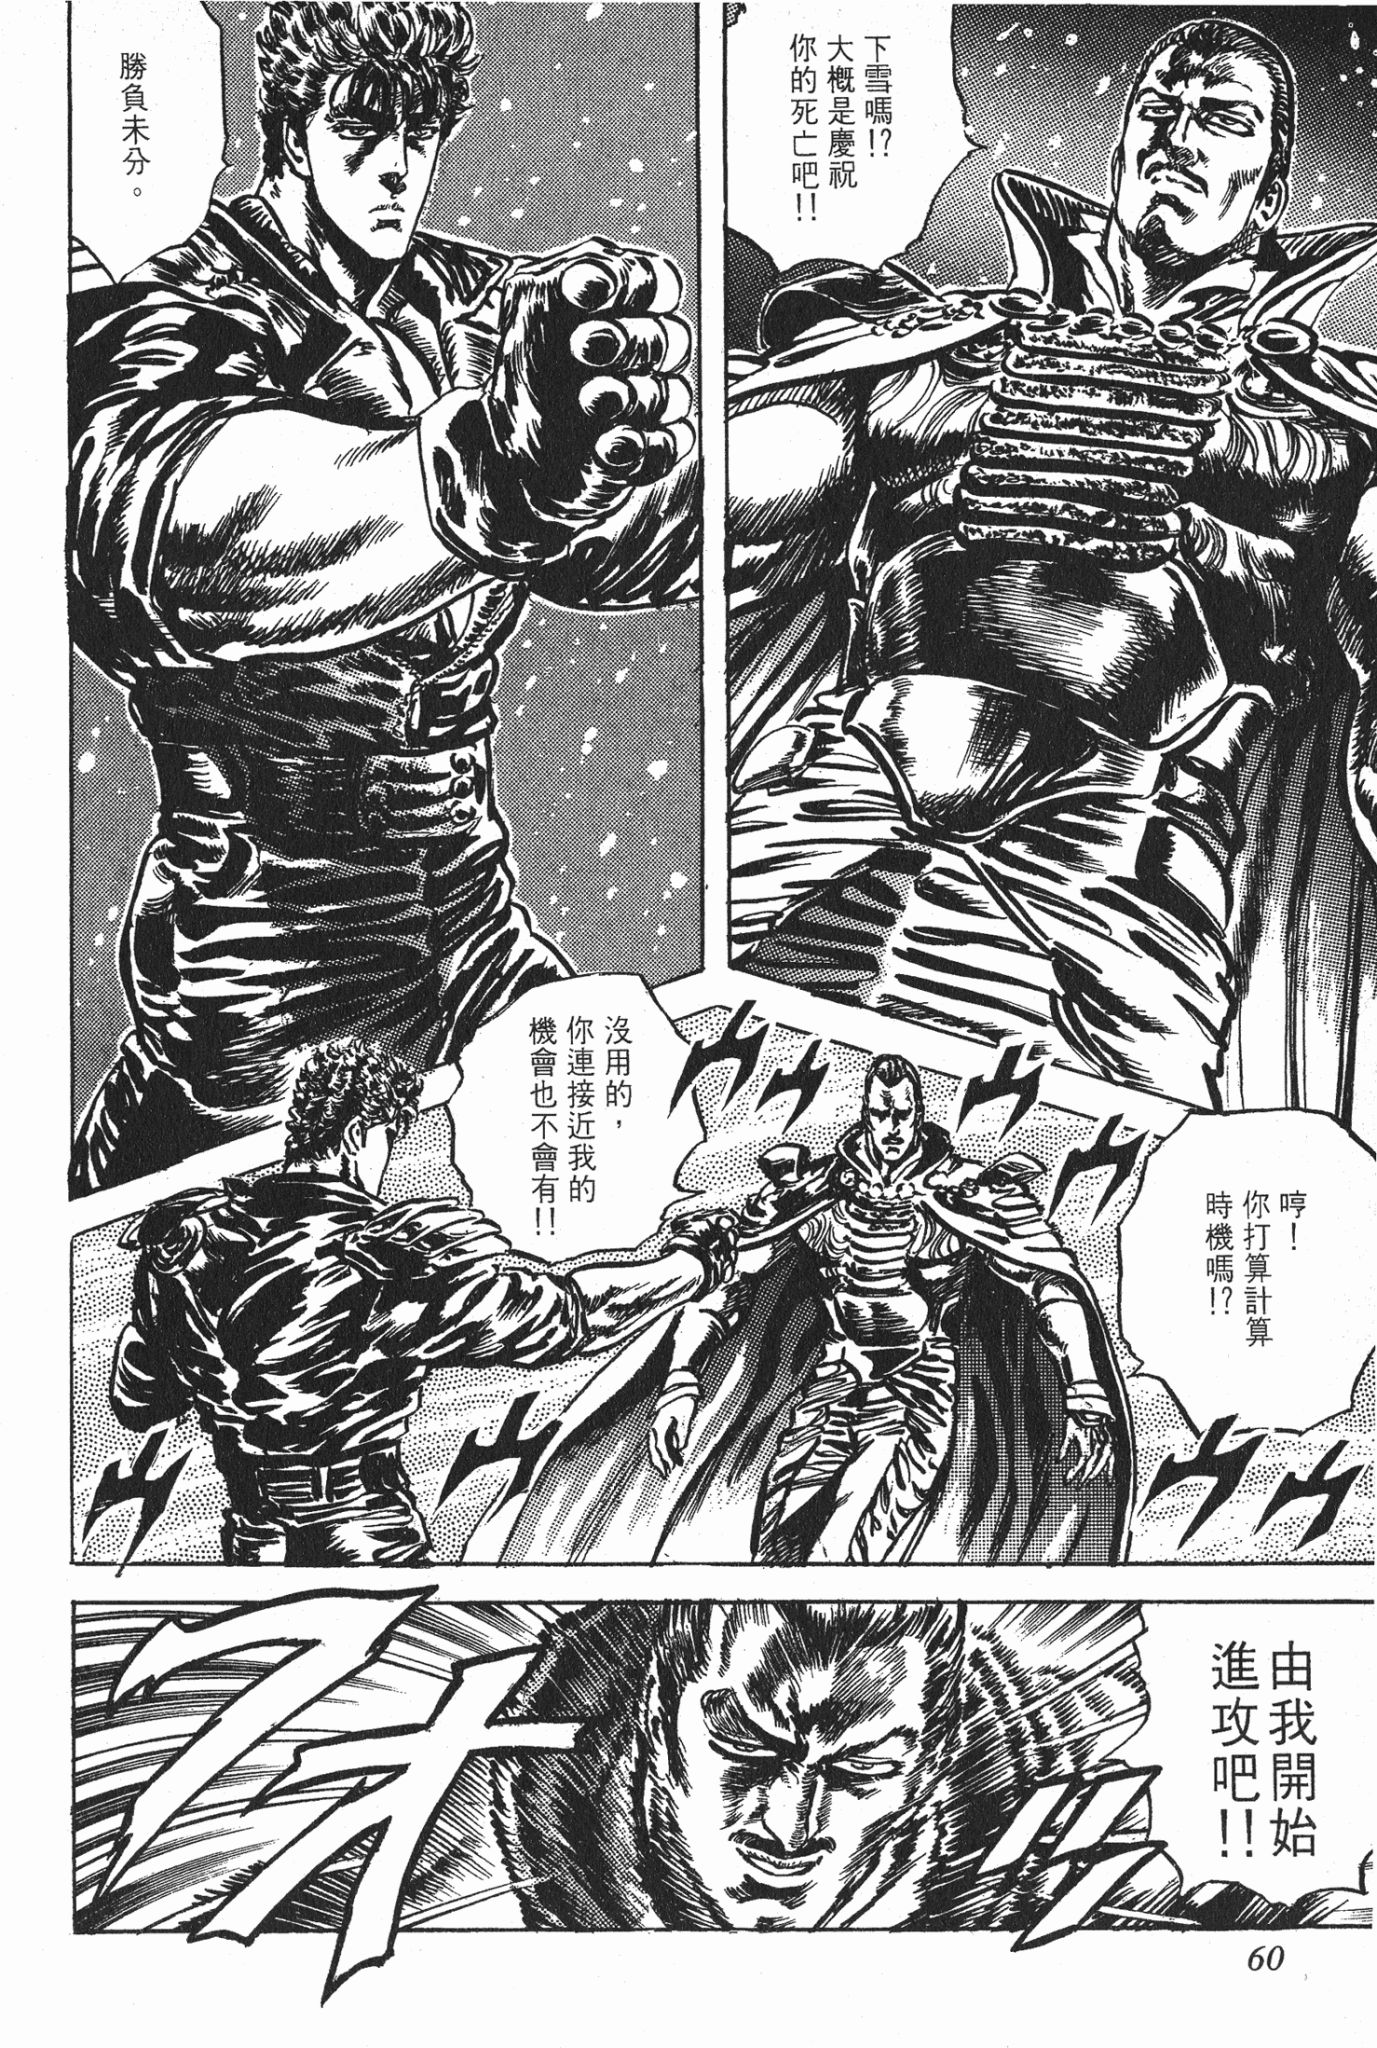 下雪嗎!?
大概是慶祝
你的死亡吧!!
勝負未分。
哼!
你打算計算
時機嗎!?
沒用的,
你連接近我的
機會也不會有!!
由我開始
進攻吧!!
60